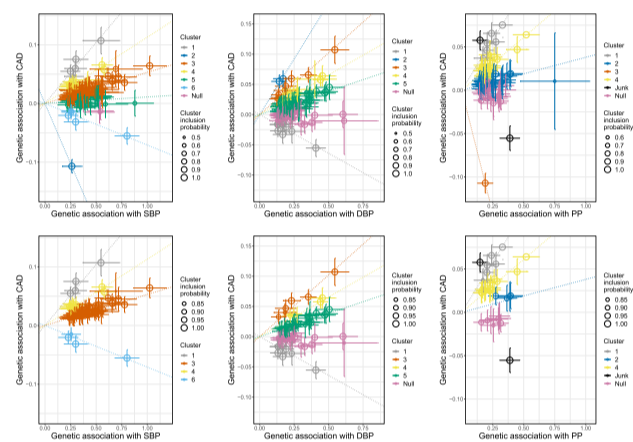 Genetic association with CAD
0.1
0.0
−0.1
0.00
0.25
0.50
0.75
1.00
Genetic association with SBP
Cluster
1
2
3
4
5
6
Null
Cluster
inclusion
probability
0.5
0.6
0.7
0.8
0.9
1.0
Genetic association with CAD
0.15
0.10
0.05
0.00
−0.05
−0.10
0.00
0.25
0.50
0.75
Genetic association with DBP
Cluster
1
2
3
4
5
Null
Cluster
inclusion
probability
0.5
0.6
0.7
0.8
0.9
1.0
Genetic association with CAD
0.05
0.00
−0.05
−0.10
0.25
0.50
0.75
1.00
Genetic association with PP
Cluster
1
2
3
4
Junk
Null
Cluster
inclusion
probability
0.6
0.7
0.8
0.9
1.0
Genetic association with CAD
0.1
0.0
−0.1
0.00
0.25
0.50
0.75
1.00
Genetic association with SBP
Cluster
inclusion
probability
0.85
0.90
0.95
1.00
Cluster
1
3
4
6
Genetic association with CAD
0.15
0.10
0.05
0.00
−0.05
−0.10
0.00
0.25
0.50
0.75
Genetic association with DBP
Cluster
inclusion
probability
0.85
0.90
0.95
1.00
Cluster
1
3
4
5
Null
Genetic association with CAD
0.05
0.00
−0.05
−0.10
0.25
0.50
0.75
1.00
Genetic association with PP
Cluster
inclusion
probability
0.85
0.90
0.95
1.00
Cluster
1
2
4
Junk
Null